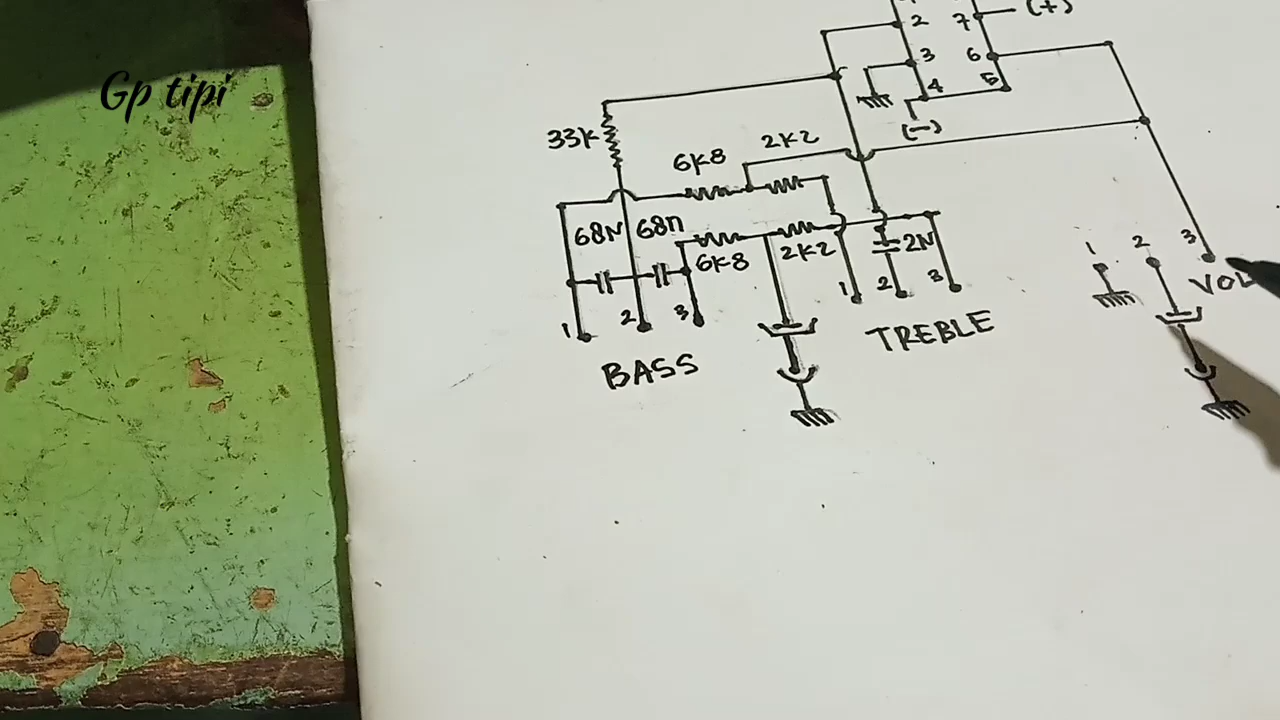 Gp tipi
2 7 (+)
3 6
4 5
(-)
33K
6K8 2K2
68N 68n
6K8 2K2 2N
1 2 3
BASS
1 2 3
TREBLE
1 2 3